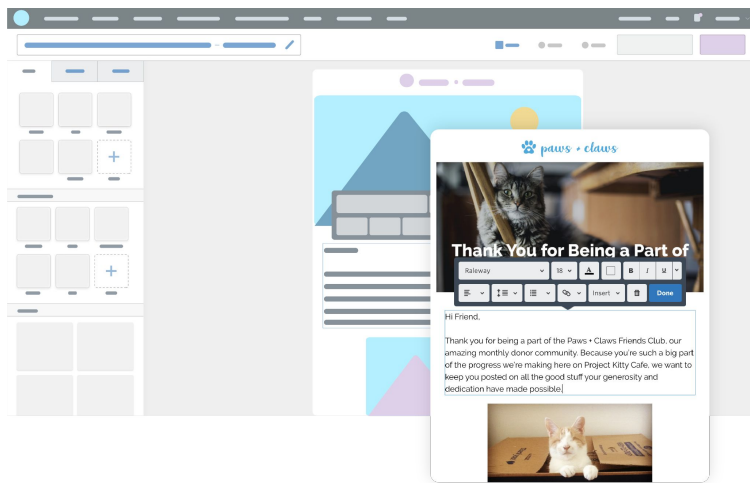 paws + claws
Thank You for Being a Part of
Raleway
18
A
B
I
U
Insert
Done
Hi Friend,
Thank you for being a part of the Paws + Claws Friends Club, our
amazing monthly donor community. Because you're such a big part
of the progress we're making here on Project Kitty Cafe, we want to
keep you posted on all the good stuff your generosity and
dedication have made possible.